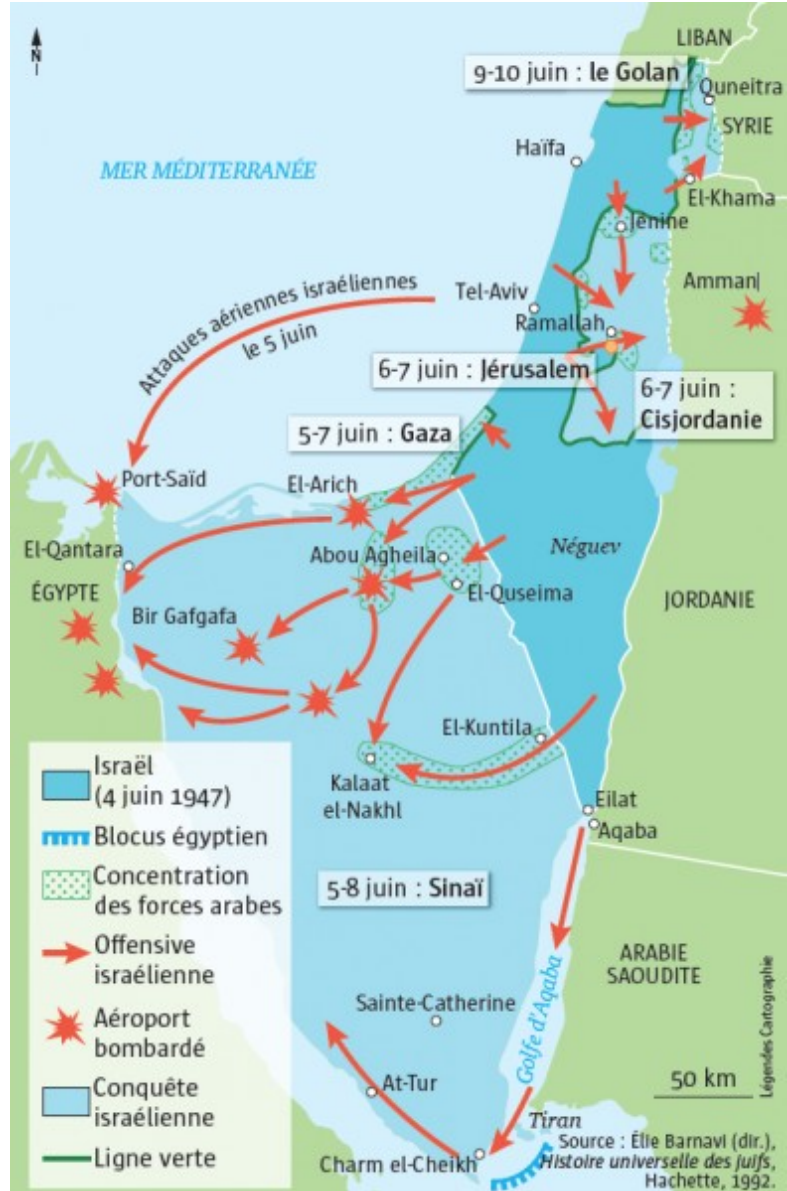 N
LIBAN
9-10 juin : le Golan
Quneitra
SYRIE
MER MÉDITERRANÉE
Haïfa
El-Khama
Jénine
Attaques aériennes israéliennes
le 5 juin
Tel-Aviv
Amman
Ramallah
6-7 juin : Jérusalem
6-7 juin :
Cisjordanie
5-7 juin : Gaza
Port-Saïd
El-Arich
El-Qantara
Abou Agheila
Néguev
ÉGYPTE
El-Quseima
JORDANIE
Bir Gafgafa
El-Kuntila
Kalaat
el-Nakhl
Eilat
Aqaba
5-8 juin : Sinaï
ARABIE
SAOUDITE
Golfe d'Aqaba
Sainte-Catherine
At-Tur
50 km
Légendes Cartographie
Tiran
Charm el-Cheikh
Source : Élie Barnavi (dir.),
Histoire universelle des juifs,
Hachette, 1992.
Israël
(4 juin 1947)
Blocus égyptien
Concentration
des forces arabes
Offensive
israélienne
Aéroport
bombardé
Conquête
israélienne
Ligne verte